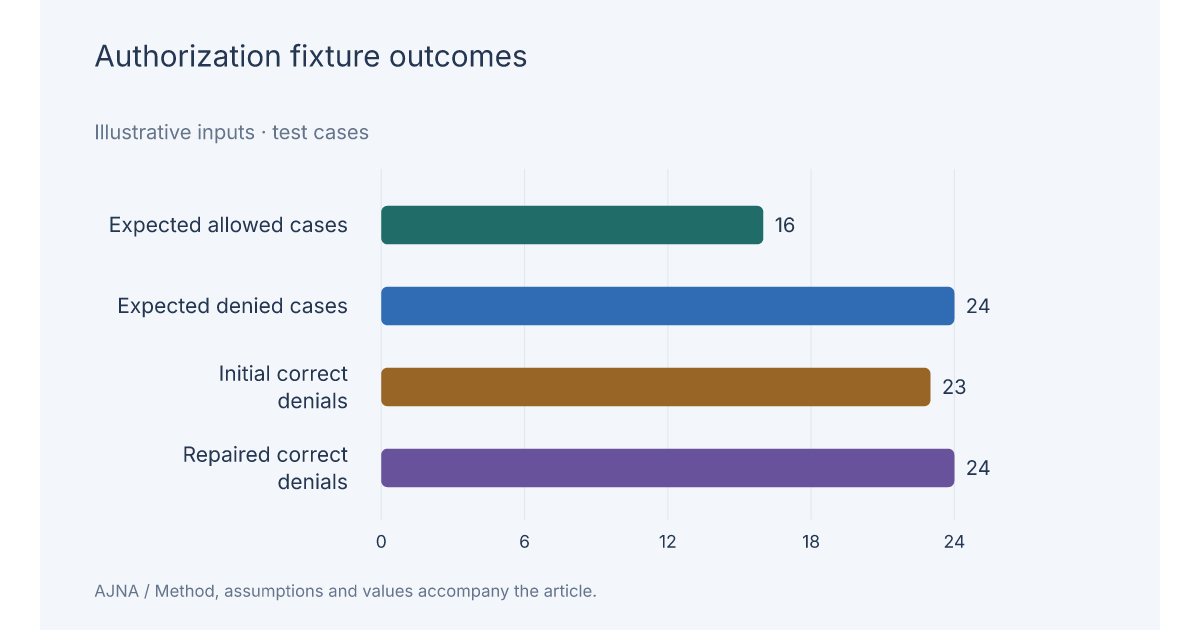 Authorization fixture outcomes
Illustrative inputs · test cases
Expected allowed cases
16
Expected denied cases
24
Initial correct
denials
23
Repaired correct
denials
24
0 6 12 18 24
AJNA / Method, assumptions and values accompany the article.